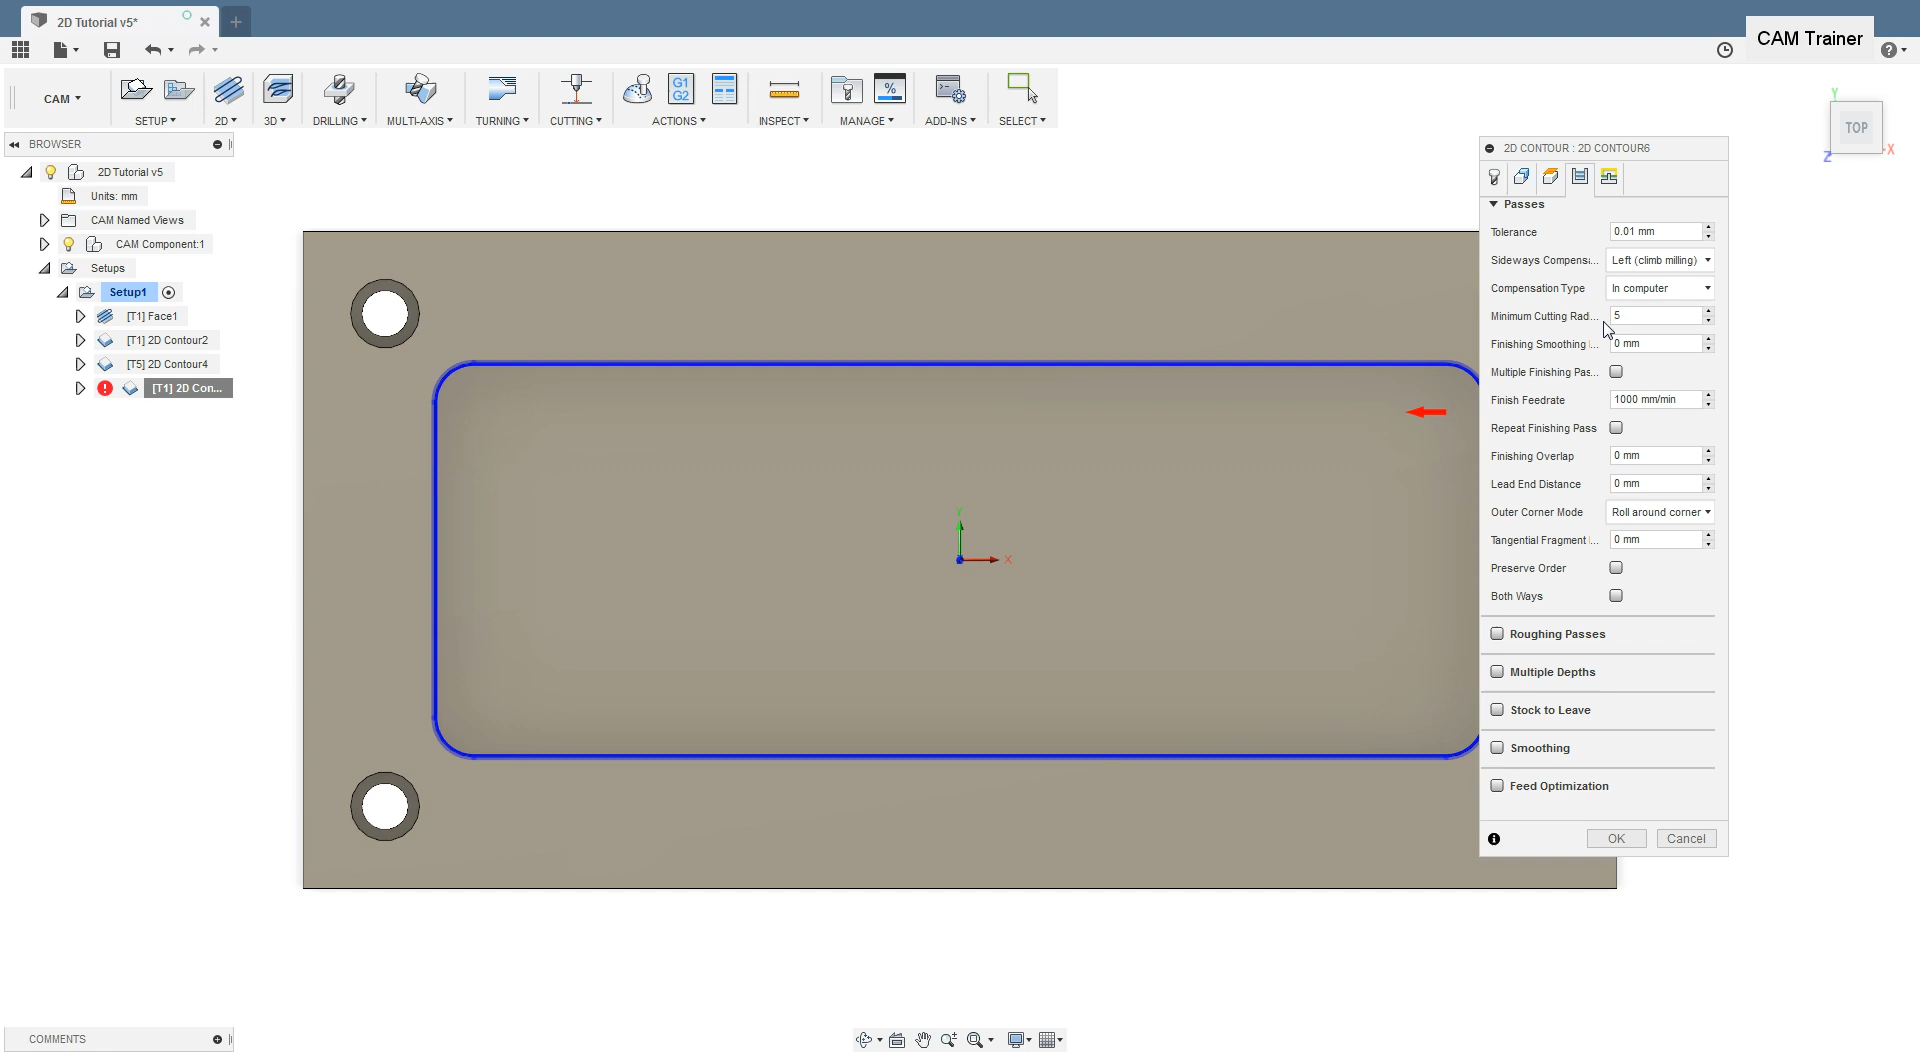 2D Tutorial v5*
CAM Trainer
CAM
G1
G2
%
SETUP
2D
3D
DRILLING
MULTI-AXIS
TURNING
CUTTING
ACTIONS
INSPECT
MANAGE
ADD-INS
SELECT
BROWSER
2D Tutorial v5
Units: mm
CAM Named Views
CAM Component:1
Setups
Setup1
[T1] Face1
[T1] 2D Contour2
[T5] 2D Contour4
[T1] 2D Con...
Y
TOP
X
Z
Y
X
2D CONTOUR : 2D CONTOUR6
Passes
Tolerance 0.01 mm
Sideways Compens... Left (climb milling)
Compensation Type In computer
Minimum Cutting Rad... 5
Finishing Smoothing ... 0 mm
Multiple Finishing Pas...
Finish Feedrate 1000 mm/min
Repeat Finishing Pass
Finishing Overlap 0 mm
Lead End Distance 0 mm
Outer Corner Mode Roll around corner
Tangential Fragment ... 0 mm
Preserve Order
Both Ways
Roughing Passes
Multiple Depths
Stock to Leave
Smoothing
Feed Optimization
OK Cancel
COMMENTS